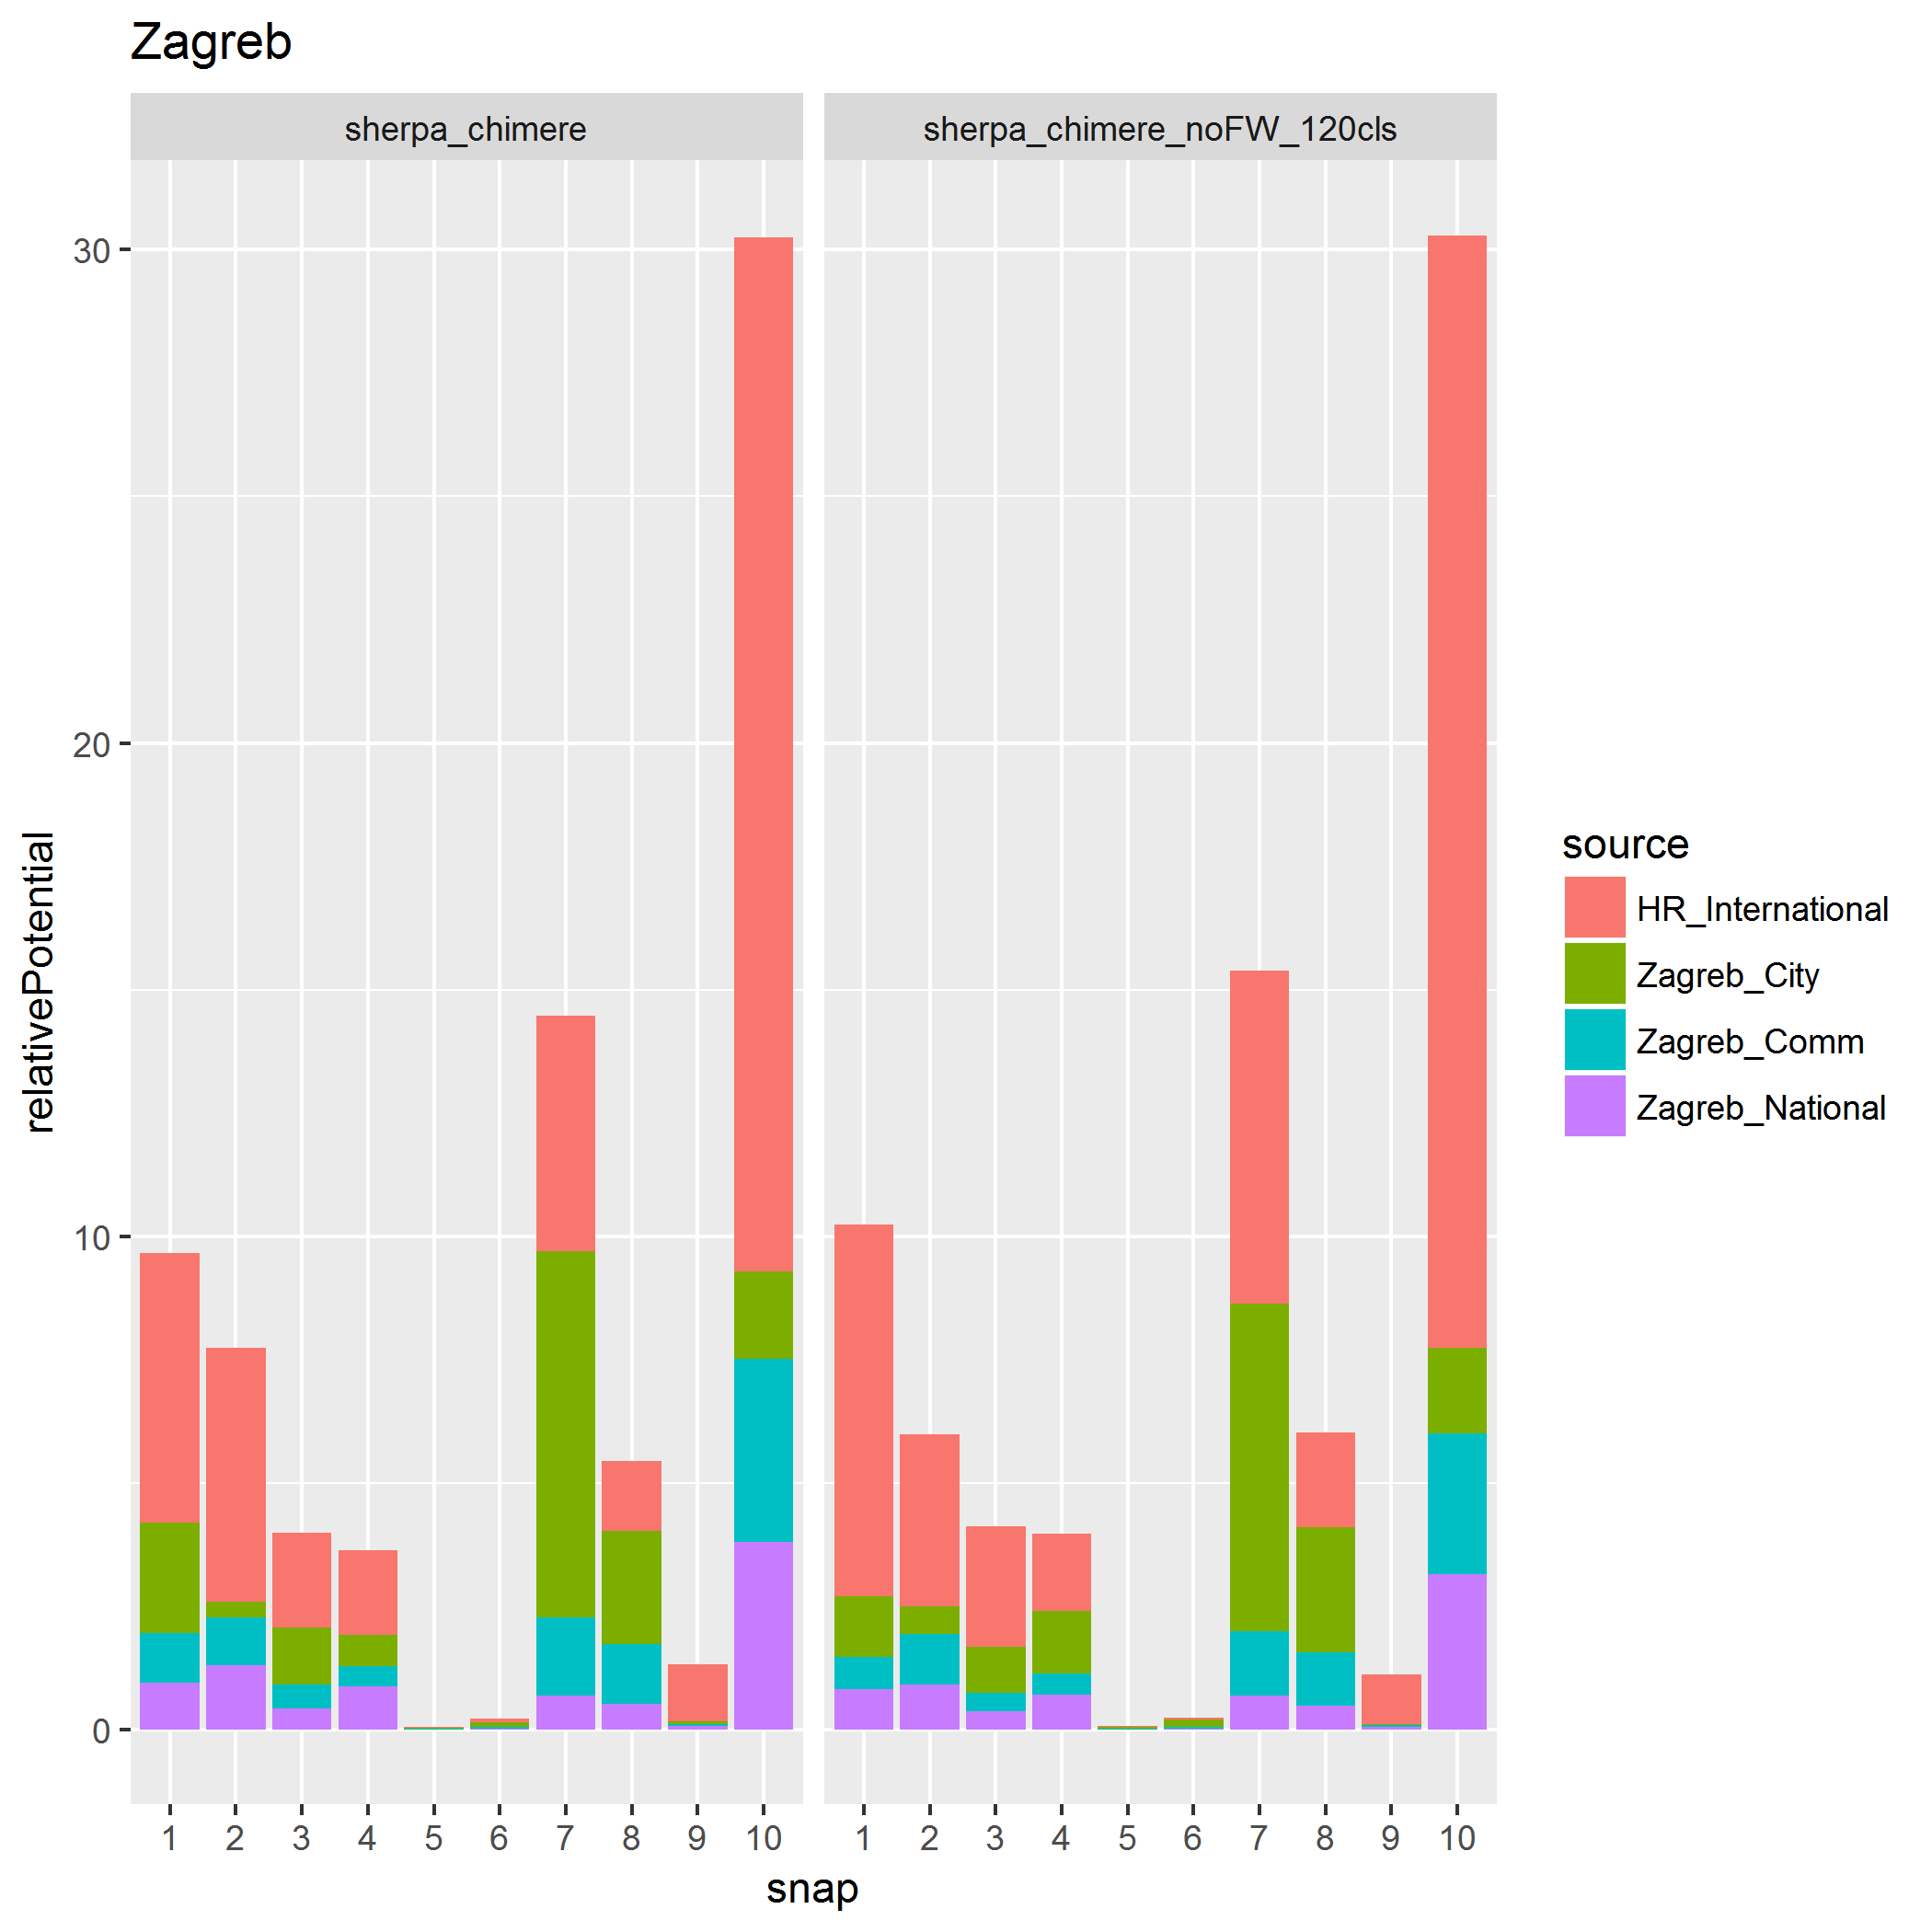 Zagreb
sherpa_chimere
sherpa_chimere_noFW_120cls
30
20
10
0
relativePotential
1 2 3 4 5 6 7 8 9 10
1 2 3 4 5 6 7 8 9 10
snap
source
HR_International
Zagreb_City
Zagreb_Comm
Zagreb_National